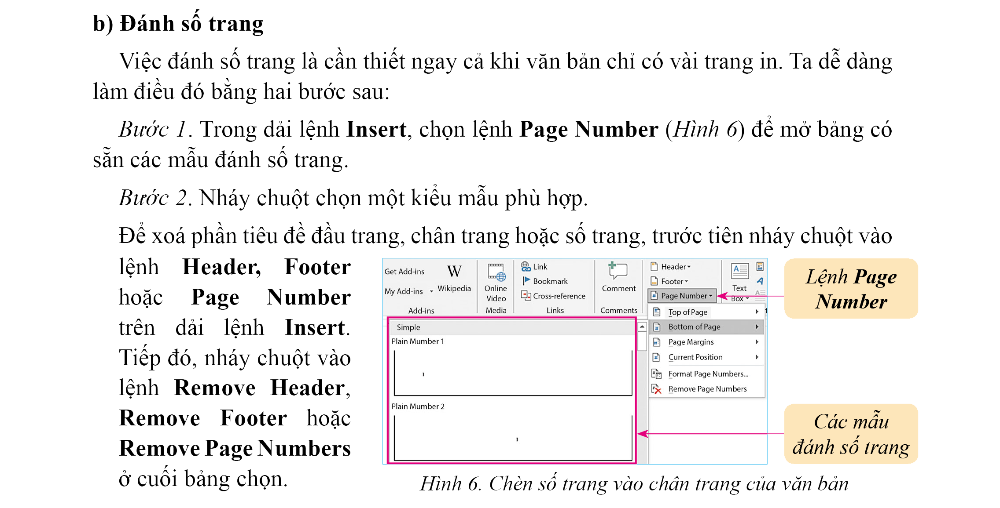 b) Đánh số trang
Việc đánh số trang là cần thiết ngay cả khi văn bản chỉ có vài trang in. Ta dễ dàng
làm điều đó bằng hai bước sau:
Bước 1. Trong dải lệnh Insert, chọn lệnh Page Number (Hình 6) để mở bảng có
sẵn các mẫu đánh số trang.
Bước 2. Nháy chuột chọn một kiểu mẫu phù hợp.
Để xoá phần tiêu đề đầu trang, chân trang hoặc số trang, trước tiên nháy chuột vào
lệnh Header, Footer
hoặc Page Number
trên dải lệnh Insert.
Tiếp đó, nháy chuột vào
lệnh Remove Header,
Remove Footer hoặc
Remove Page Numbers
ở cuối bảng chọn.
Get Add-ins
My Add-ins
W
Wikipedia
Add-ins
Online
Video
Media
Link
Bookmark
Cross-reference
Links
Comment
Comments
Header
Footer
Page Number
A
Text
Box
Top of Page
Bottom of Page
Page Margins
Current Position
Format Page Numbers...
Remove Page Numbers
Simple
Plain Mumber 1
Plain Mumber 2
Lệnh Page
Number
Các mẫu
đánh số trang
Hình 6. Chèn số trang vào chân trang của văn bản